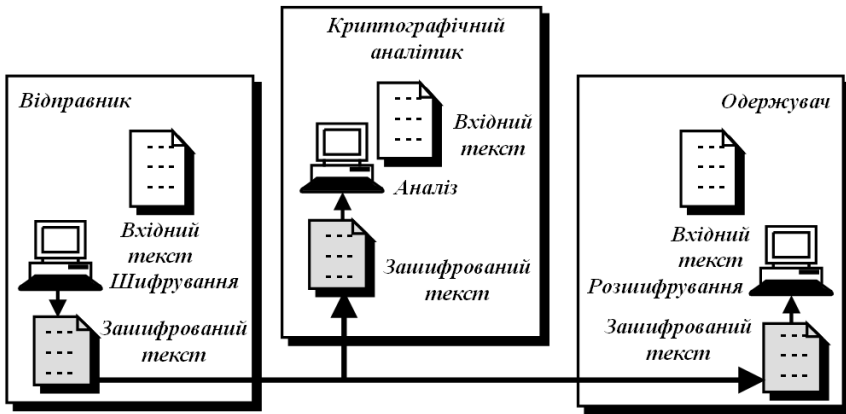 Відправник
Вхідний
текст
Шифрування
Зашифрований
текст
Криптографічний
аналітик
Вхідний
текст
Аналіз
Зашифрований
текст
Одержувач
Вхідний
текст
Розшифрування
Зашифрований
текст